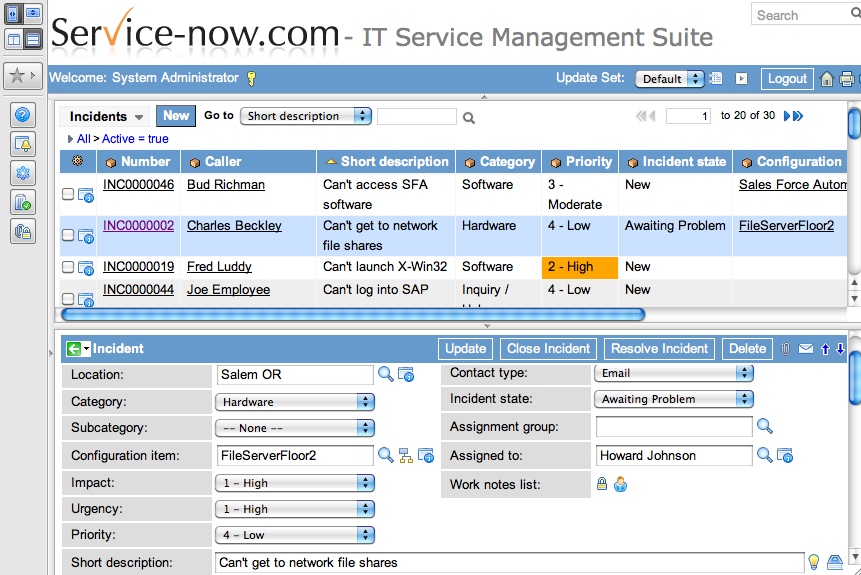 Service-now.com - IT Service Management Suite
Search
Welcome: System Administrator
Update Set: Default
Logout
Incidents New Go to Short description 1 to 20 of 30
All > Active = true
Number Caller Short description Category Priority Incident state Configuration
INC0000046 Bud Richman Can't access SFA software Software 3 - Moderate New Sales Force Autom
INC0000002 Charles Beckley Can't get to network file shares Hardware 4 - Low Awaiting Problem FileServerFloor2
INC0000019 Fred Luddy Can't launch X-Win32 Software 2 - High New
INC0000044 Joe Employee Can't log into SAP Inquiry / 4 - Low New
Incident Update Close Incident Resolve Incident Delete
Location: Salem OR
Category: Hardware
Subcategory: -- None --
Configuration item: FileServerFloor2
Impact: 1 - High
Urgency: 1 - High
Priority: 4 - Low
Contact type: Email
Incident state: Awaiting Problem
Assignment group:
Assigned to: Howard Johnson
Work notes list:
Short description: Can't get to network file shares